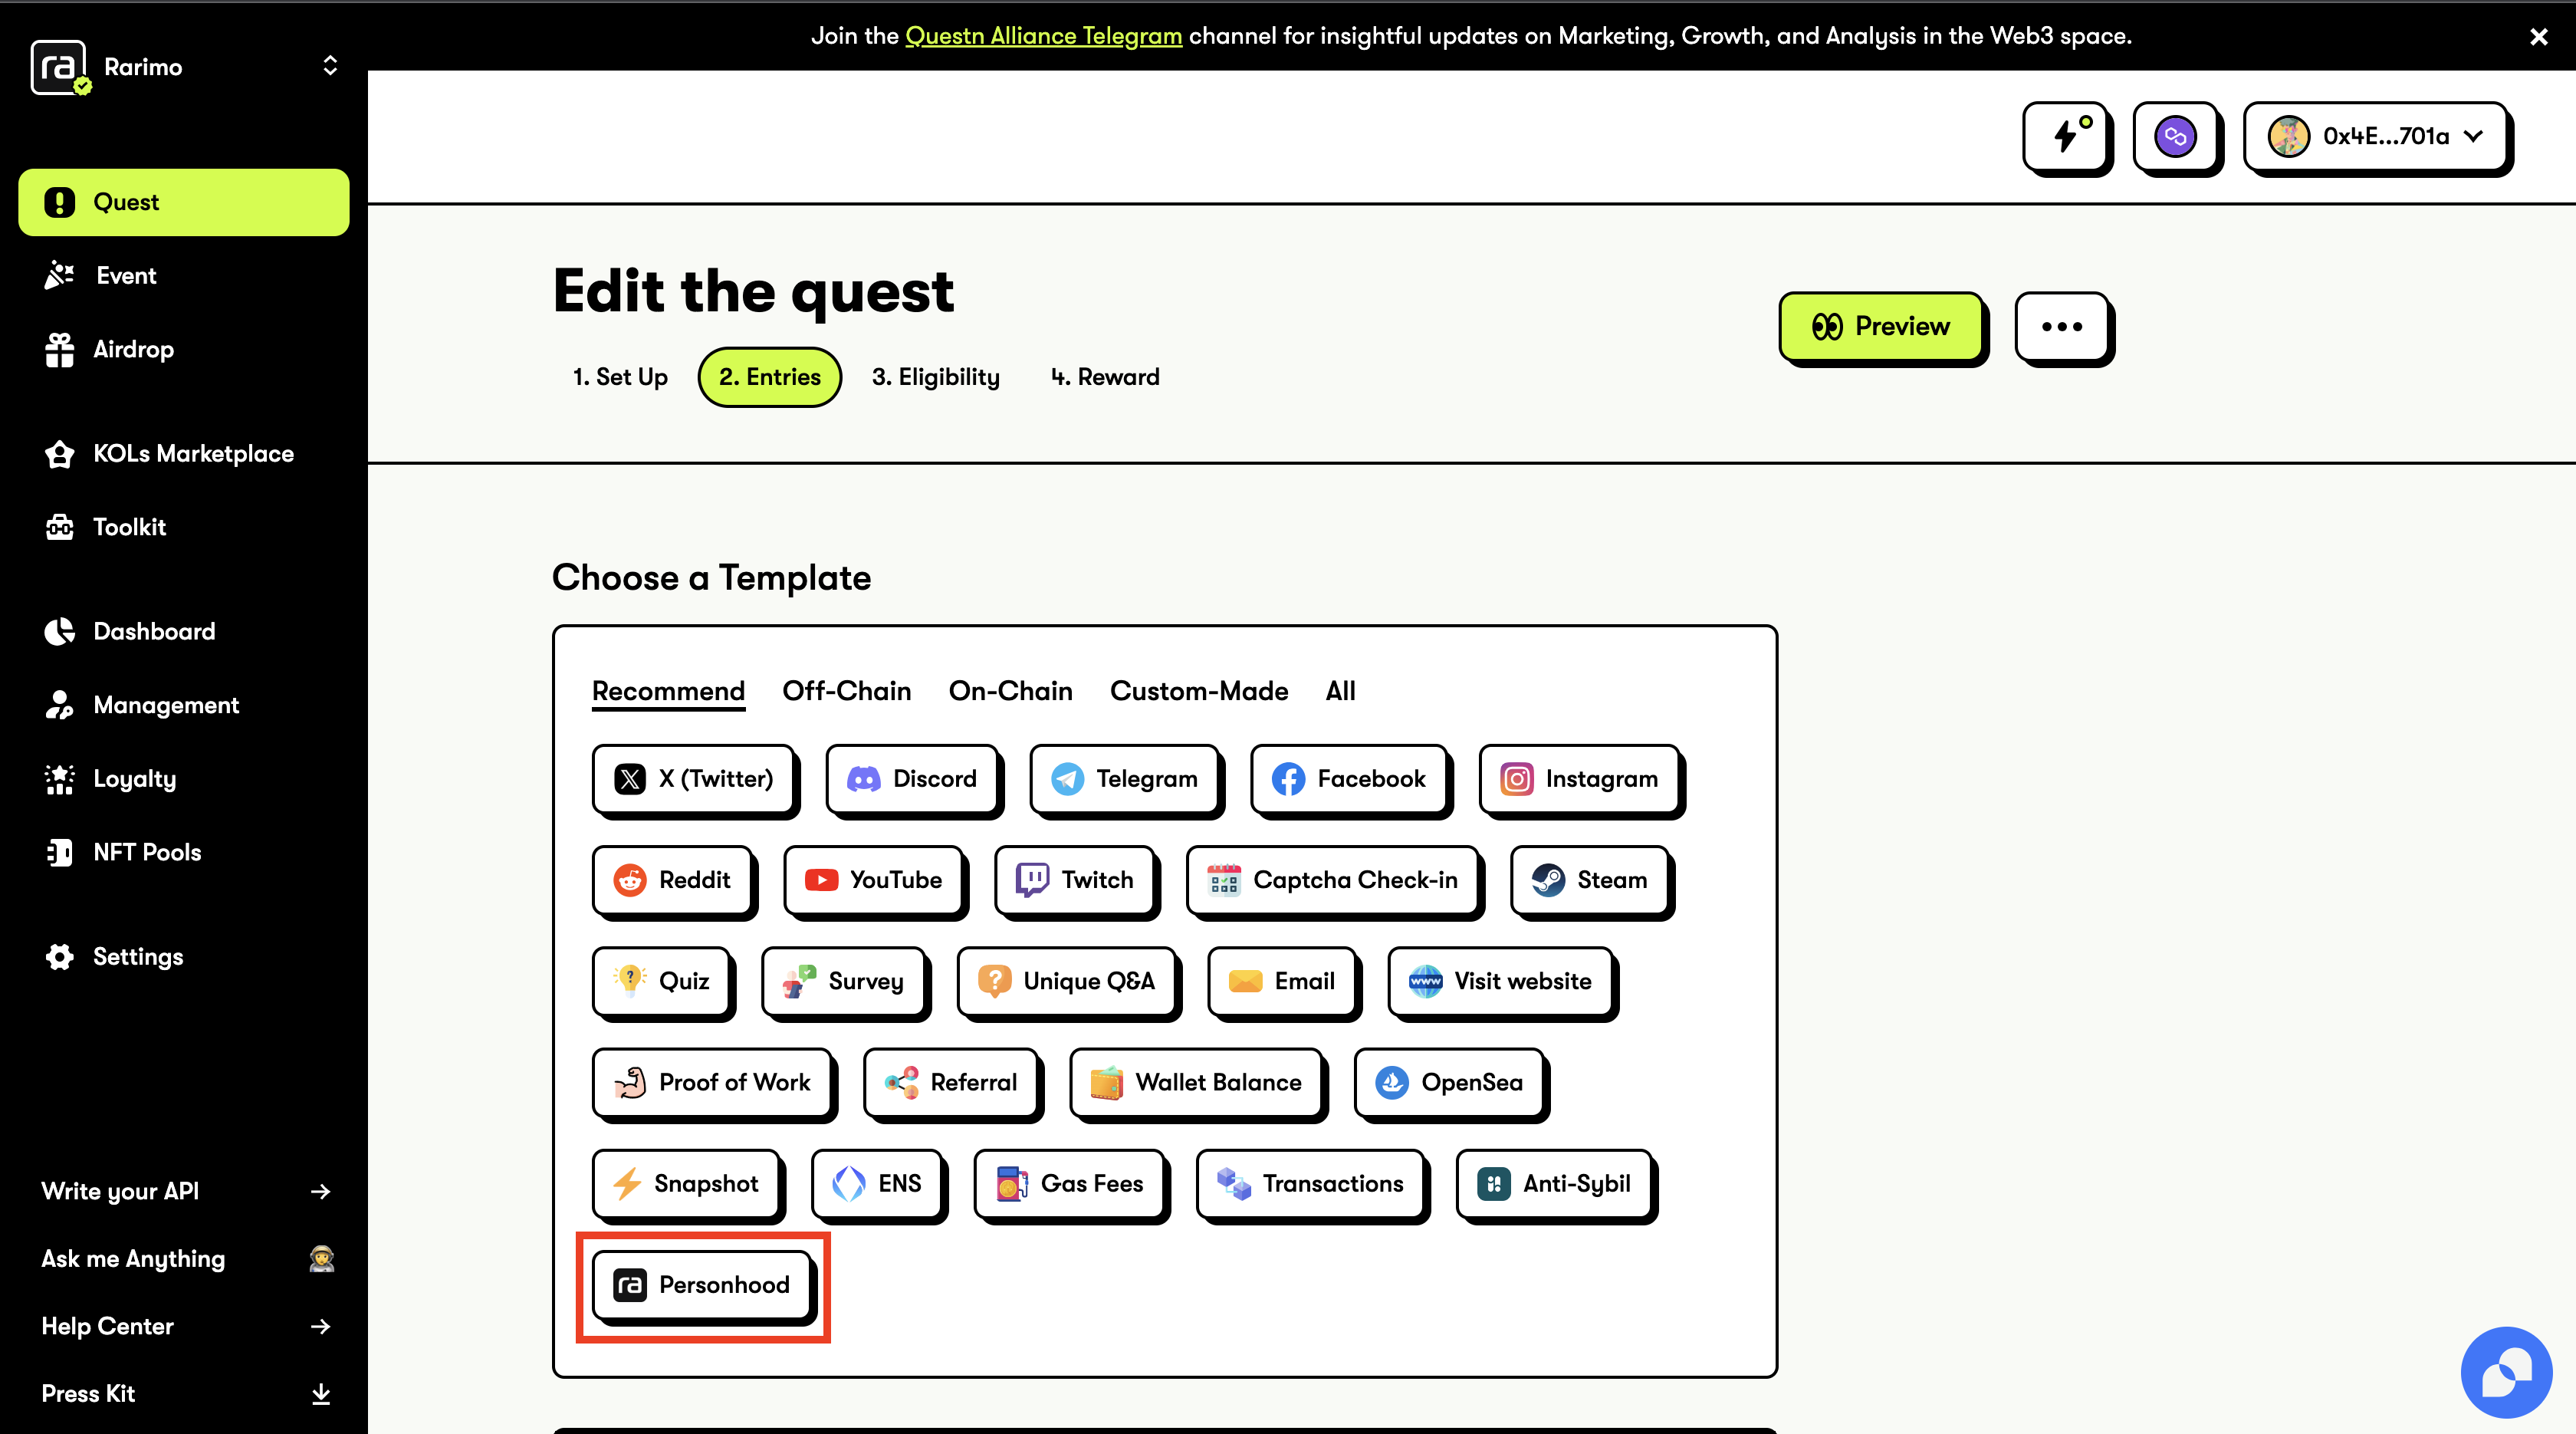 Join the Questn Alliance Telegram channel for insightful updates on Marketing, Growth, and Analysis in the Web3 space.
ra Rarimo
Quest
Event
Airdrop
KOLs Marketplace
Toolkit
Dashboard
Management
Loyalty
NFT Pools
Settings
Write your API
Ask me Anything
Help Center
Press Kit
0x4E...701a
Edit the quest
Preview
1. Set Up 2. Entries 3. Eligibility 4. Reward
Choose a Template
Recommend Off-Chain On-Chain Custom-Made All
X (Twitter) Discord Telegram Facebook Instagram
Reddit YouTube Twitch Captcha Check-in Steam
Quiz Survey Unique Q&A Email www Visit website
Proof of Work Referral Wallet Balance OpenSea
Snapshot ENS Gas Fees Transactions Anti-Sybil
ra Personhood